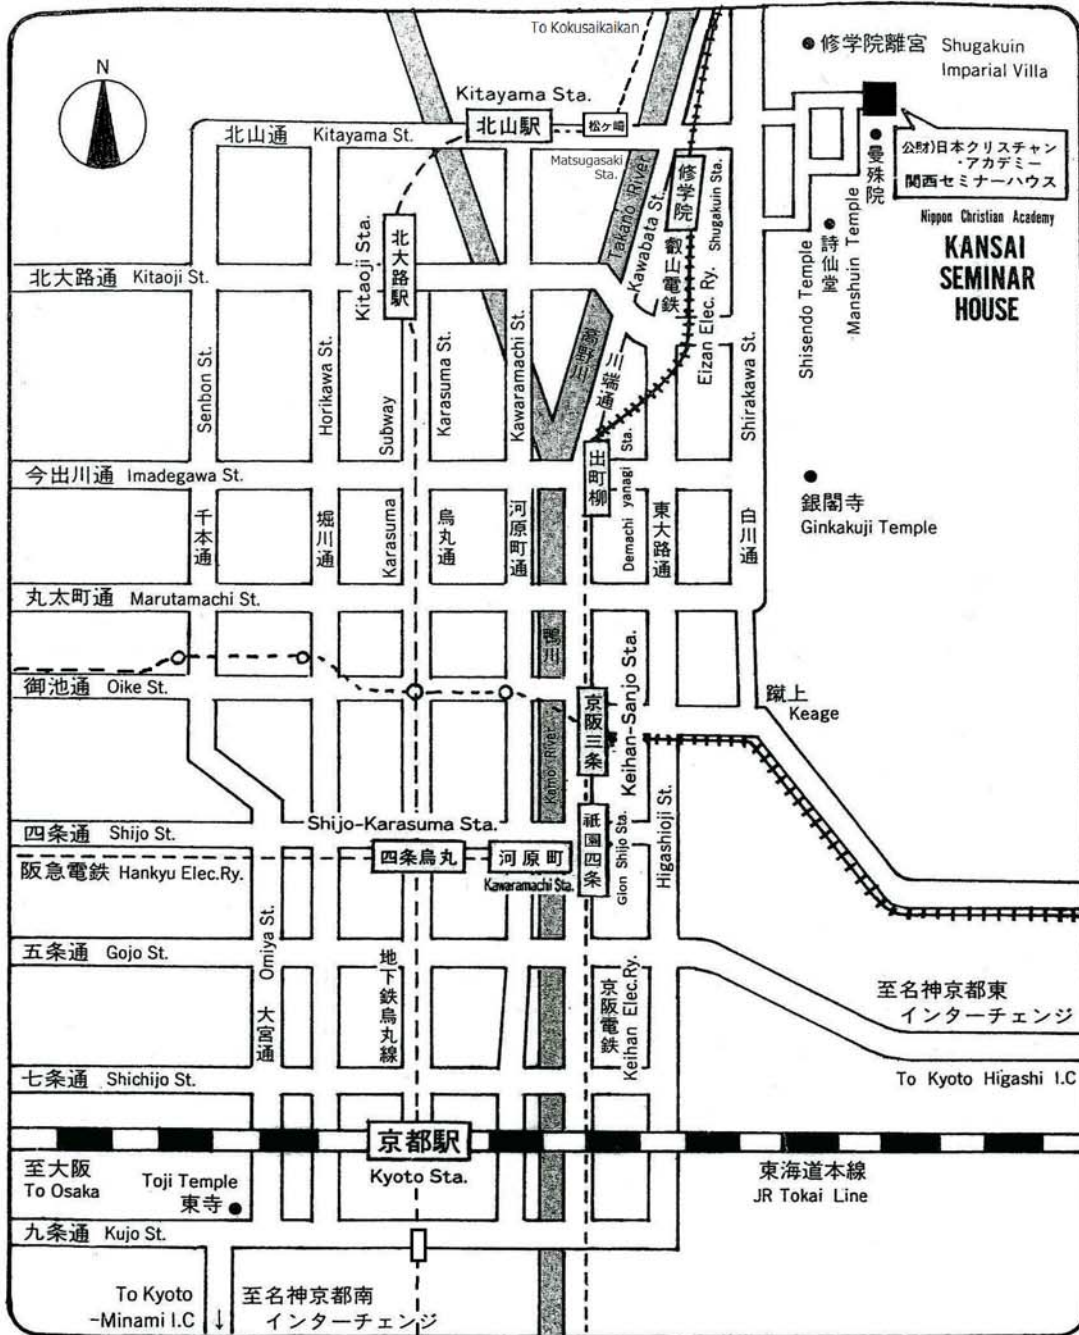 To Kokusaikaikan
修学院離宮 Shugakuin
Imparial Villa
N
Kitayama Sta.
北山駅
松ヶ崎
Matsugasaki
Sta.
北山通 Kitayama St.
曼殊院
Manshuin Temple
公財)日本クリスチャン
・アカデミー
関西セミナーハウス
Nippon Christian Academy
KANSAI
SEMINAR
HOUSE
詩仙堂
Shisendo Temple
修学院
Shugakuin Sta.
叡山電鉄
Eizan Elec. Ry.
Takano River
高野川
Kawabata St.
川端通
Kitaoji Sta.
北大路駅
北大路通 Kitaoji St.
Senbon St.
Horikawa St.
Subway
Karasuma St.
Kawaramachi St.
Shirakawa St.
出町柳
Demachi yanagi Sta.
今出川通 Imadegawa St.
銀閣寺
Ginkakuji Temple
千本通
堀川通
Karasuma
烏丸通
河原町通
東大路通
白川通
丸太町通 Marutamachi St.
鴨川
御池通 Oike St.
京阪三条
Keihan-Sanjo Sta.
蹴上
Keage
Kamor River
Higashioji St.
四条通 Shijo St.
Shijo-Karasuma Sta.
四条烏丸
河原町
Kawaramachi Sta.
祇園四条
Gion Shijo Sta.
阪急電鉄 Hankyu Elec.Ry.
五条通 Gojo St.
Omiya St.
大宮通
地下鉄烏丸線
京阪電鉄
Keihan Elec.Ry.
至名神京都東
インターチェンジ
To Kyoto Higashi I.C
七条通 Shichijo St.
京都駅
Kyoto Sta.
至大阪
To Osaka
Toji Temple
東寺
東海道本線
JR Tokai Line
九条通 Kujo St.
To Kyoto
-Minami I.C
至名神京都南
インターチェンジ